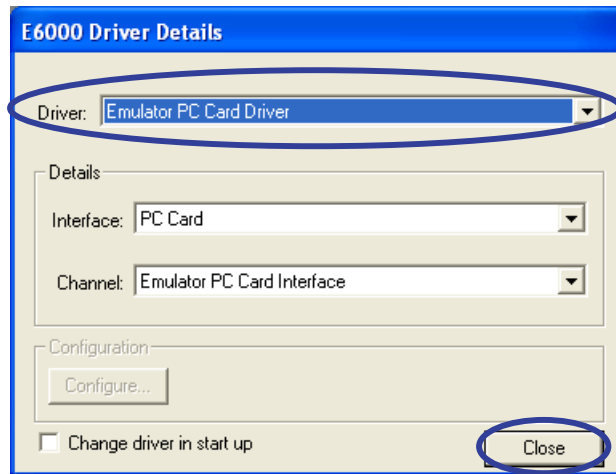 E6000 Driver Details
Driver: Emulator PC Card Driver
Details
Interface: PC Card
Channel: Emulator PC Card Interface
Configuration
Configure...
Change driver in start up
Close